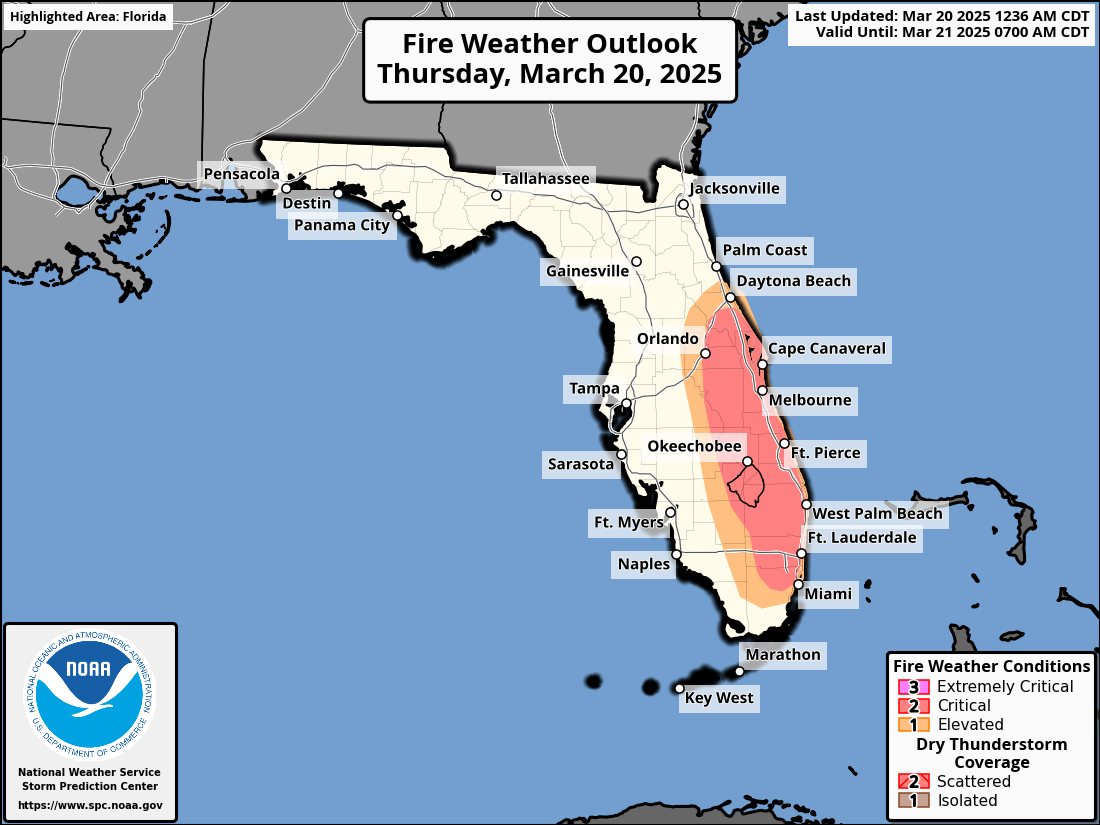 Highlighted Area: Florida
Fire Weather Outlook
Thursday, March 20, 2025
Last Updated: Mar 20 2025 1236 AM CDT
Valid Until: Mar 21 2025 0700 AM CDT
Pensacola
Destin
Panama City
Tallahassee
Jacksonville
Palm Coast
Gainesville
Daytona Beach
Orlando
Cape Canaveral
Tampa
Melbourne
Okeechobee
Ft. Pierce
Sarasota
West Palm Beach
Ft. Myers
Ft. Lauderdale
Naples
Miami
Marathon
Key West
NATIONAL OCEANIC AND ATMOSPHERIC ADMINISTRATION
NOAA
U.S. DEPARTMENT OF COMMERCE
National Weather Service
Storm Prediction Center
https://www.spc.noaa.gov
Fire Weather Conditions
3 Extremely Critical
2 Critical
1 Elevated
Dry Thunderstorm
Coverage
2 Scattered
1 Isolated